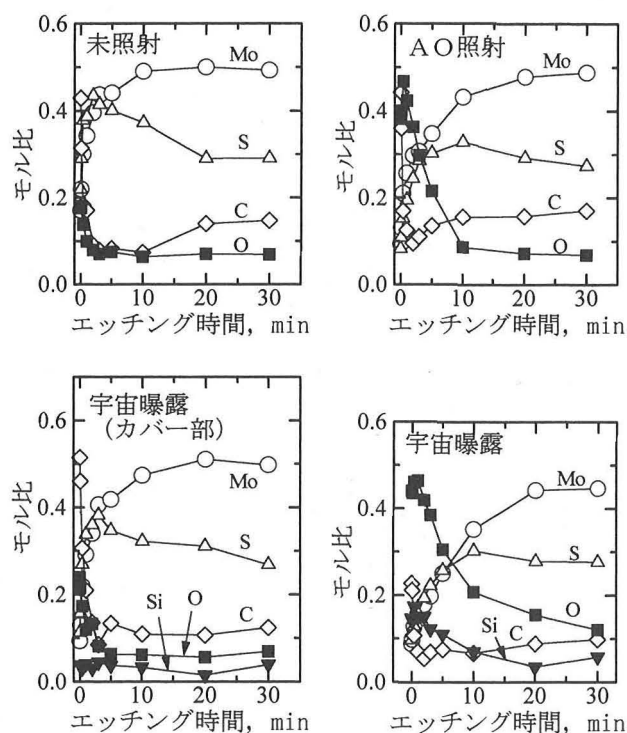 未照射
0.6
0.4
0.2
0.0
モル比
Mo
S
C
O
0 10 20 30
エッチング時間, min
AO照射
0.6
0.4
0.2
0.0
モル比
Mo
S
C
O
0 10 20 30
エッチング時間, min
宇宙曝露
(カバー部)
0.6
0.4
0.2
0.0
モル比
Mo
S
Si
O
C
0 10 20 30
エッチング時間, min
宇宙曝露
0.6
0.4
0.2
0.0
モル比
Mo
S
O
Si
C
0 10 20 30
エッチング時間, min